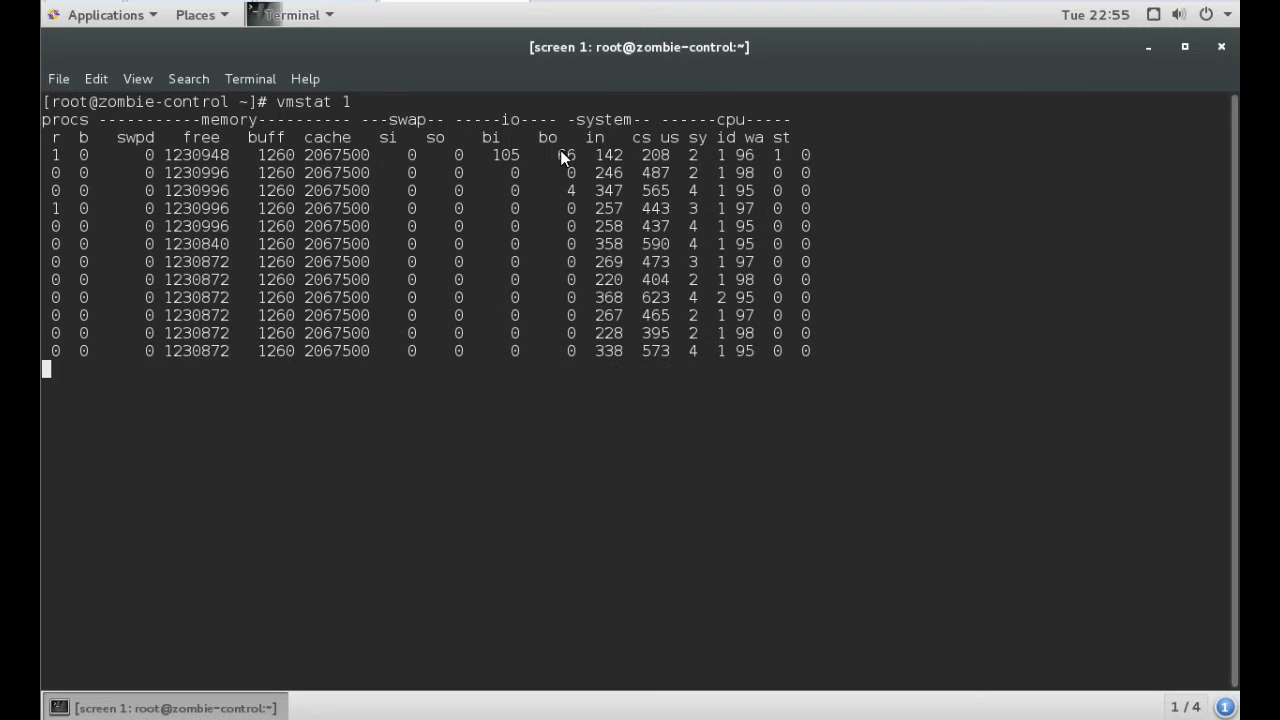 Applications Places Terminal Tue 22:55
[screen 1: root@zombie-control:~]
File Edit View Search Terminal Help
[root@zombie-control ~]# vmstat 1
procs -----------memory---------- ---swap-- -----io---- -system-- ------cpu-----
r b swpd free buff cache si so bi bo in cs us sy id wa st
1 0 0 1230948 1260 2067500 0 0 105 66 142 208 2 1 96 1 0
0 0 0 1230996 1260 2067500 0 0 0 0 246 487 2 1 98 0 0
0 0 0 1230996 1260 2067500 0 0 0 4 347 565 4 1 95 0 0
1 0 0 1230996 1260 2067500 0 0 0 0 257 443 3 1 97 0 0
0 0 0 1230996 1260 2067500 0 0 0 0 258 437 4 1 95 0 0
0 0 0 1230840 1260 2067500 0 0 0 0 358 590 4 1 95 0 0
0 0 0 1230872 1260 2067500 0 0 0 0 269 473 3 1 97 0 0
0 0 0 1230872 1260 2067500 0 0 0 0 220 404 2 1 98 0 0
0 0 0 1230872 1260 2067500 0 0 0 0 368 623 4 2 95 0 0
0 0 0 1230872 1260 2067500 0 0 0 0 267 465 2 1 97 0 0
0 0 0 1230872 1260 2067500 0 0 0 0 228 395 2 1 98 0 0
0 0 0 1230872 1260 2067500 0 0 0 0 338 573 4 1 95 0 0
[screen 1: root@zombie-control:~] 1 / 4 1